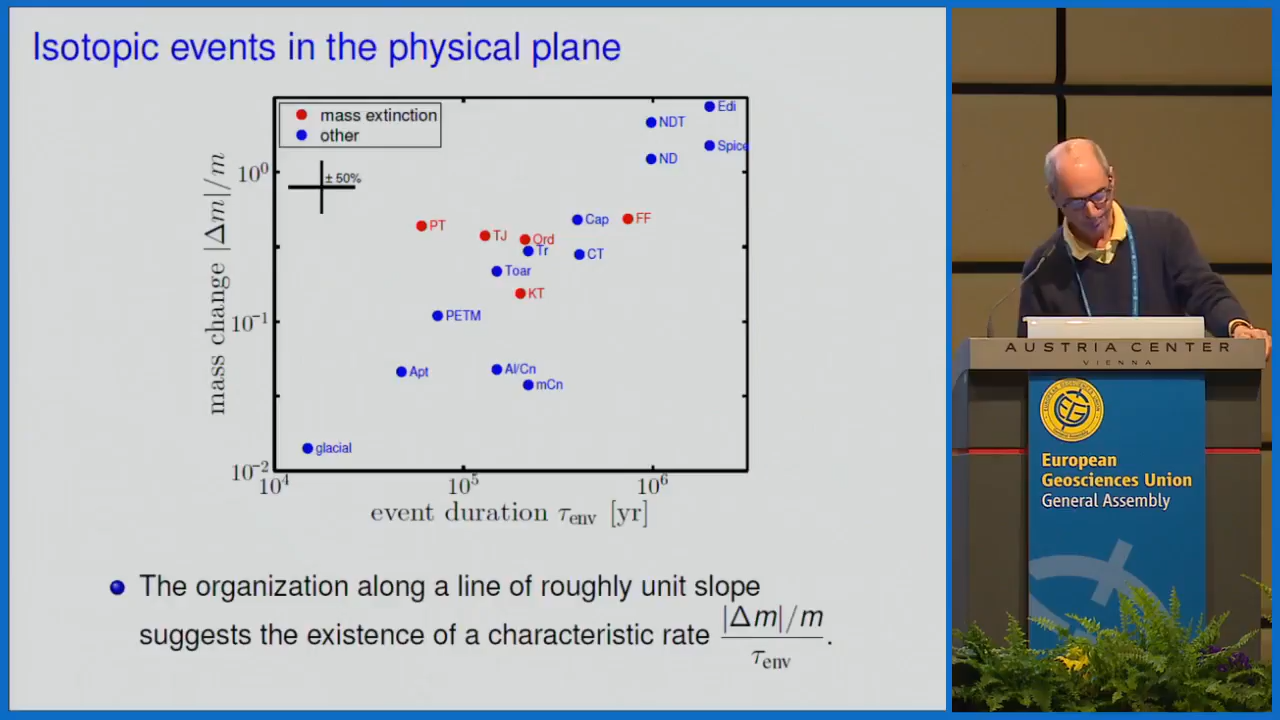 Isotopic events in the physical plane
mass extinction
other
± 50%
Edi
NDT
Spice
ND
PT
TJ
Ord
Tr
Cap
FF
CT
Toar
KT
PETM
Apt
Al/Cn
mCn
glacial
10⁰
10⁻¹
10⁻²
10⁴
10⁵
10⁶
mass change |Δm|/m
event duration τenv [yr]
The organization along a line of roughly unit slope
suggests the existence of a characteristic rate |Δm|/m / τenv.
AUSTRIA CENTER
VIENNA
European
Geosciences Union
General Assembly